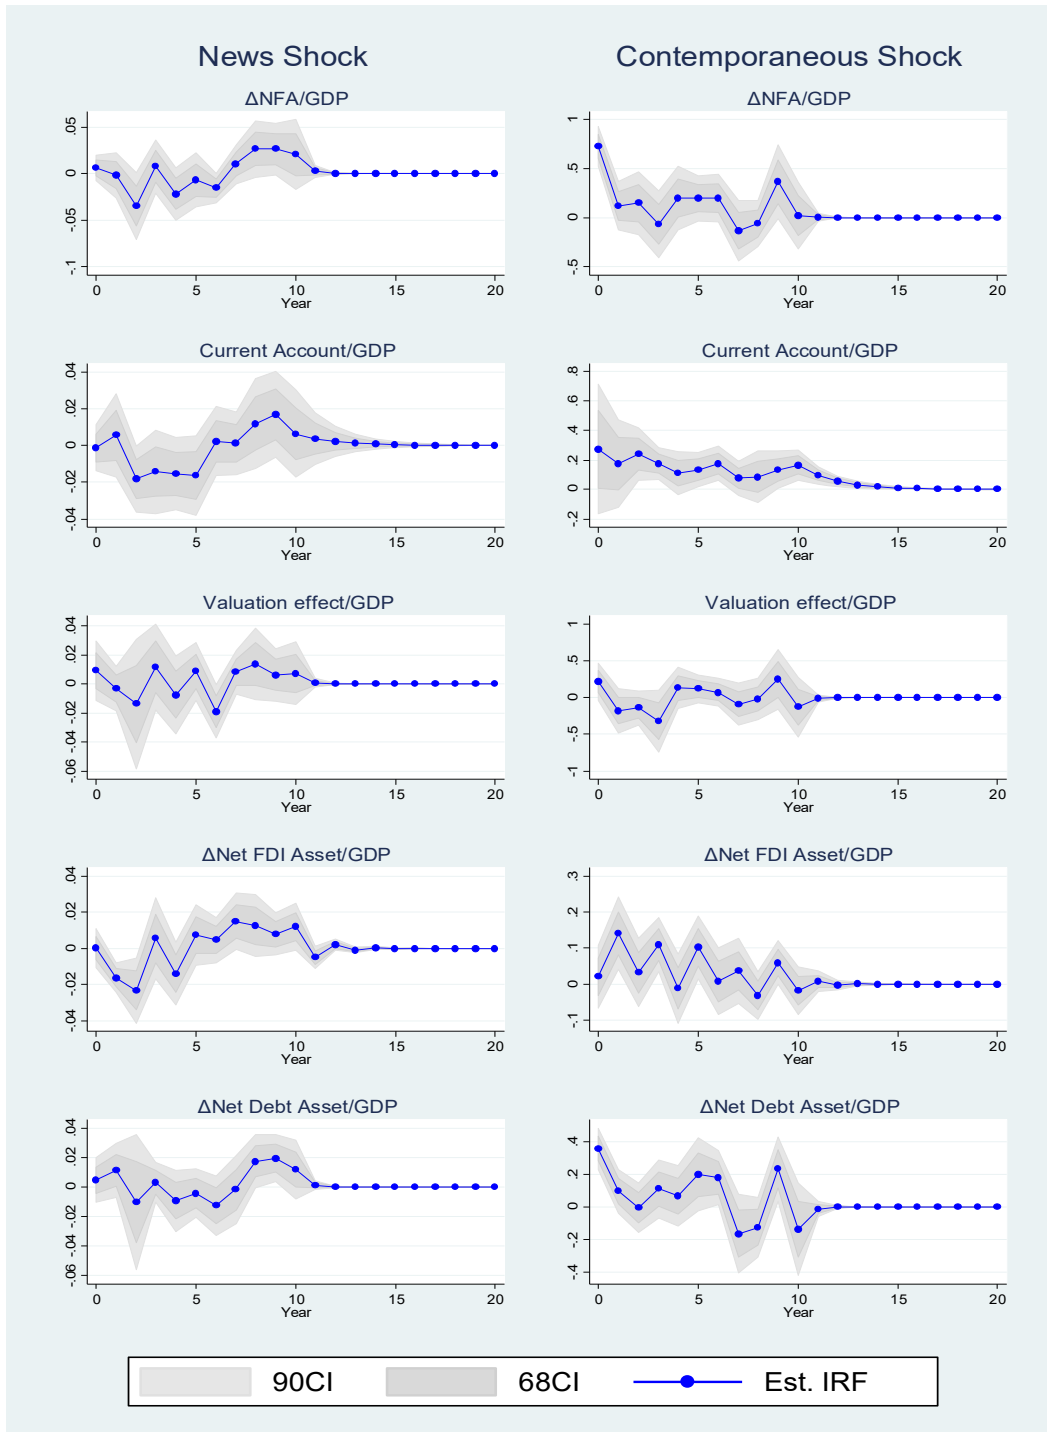 News Shock
Contemporaneous Shock
ΔNFA/GDP
.05
0
-.05
-.1
0 5 10 15 20
Year
ΔNFA/GDP
1
.5
0
-.5
0 5 10 15 20
Year
Current Account/GDP
.04
.02
0
-.02
-.04
0 5 10 15 20
Year
Current Account/GDP
.8
.6
.4
.2
0
-.2
0 5 10 15 20
Year
Valuation effect/GDP
.04
.02
0
-.02
-.04
-.06
0 5 10 15 20
Year
Valuation effect/GDP
1
.5
0
-.5
-1
0 5 10 15 20
Year
ΔNet FDI Asset/GDP
.04
.02
0
-.02
-.04
0 5 10 15 20
Year
ΔNet FDI Asset/GDP
.3
.2
.1
0
-.1
0 5 10 15 20
Year
ΔNet Debt Asset/GDP
.04
.02
0
-.02
-.04
-.06
0 5 10 15 20
Year
ΔNet Debt Asset/GDP
.4
.2
0
-.2
-.4
0 5 10 15 20
Year
90CI 68CI Est. IRF